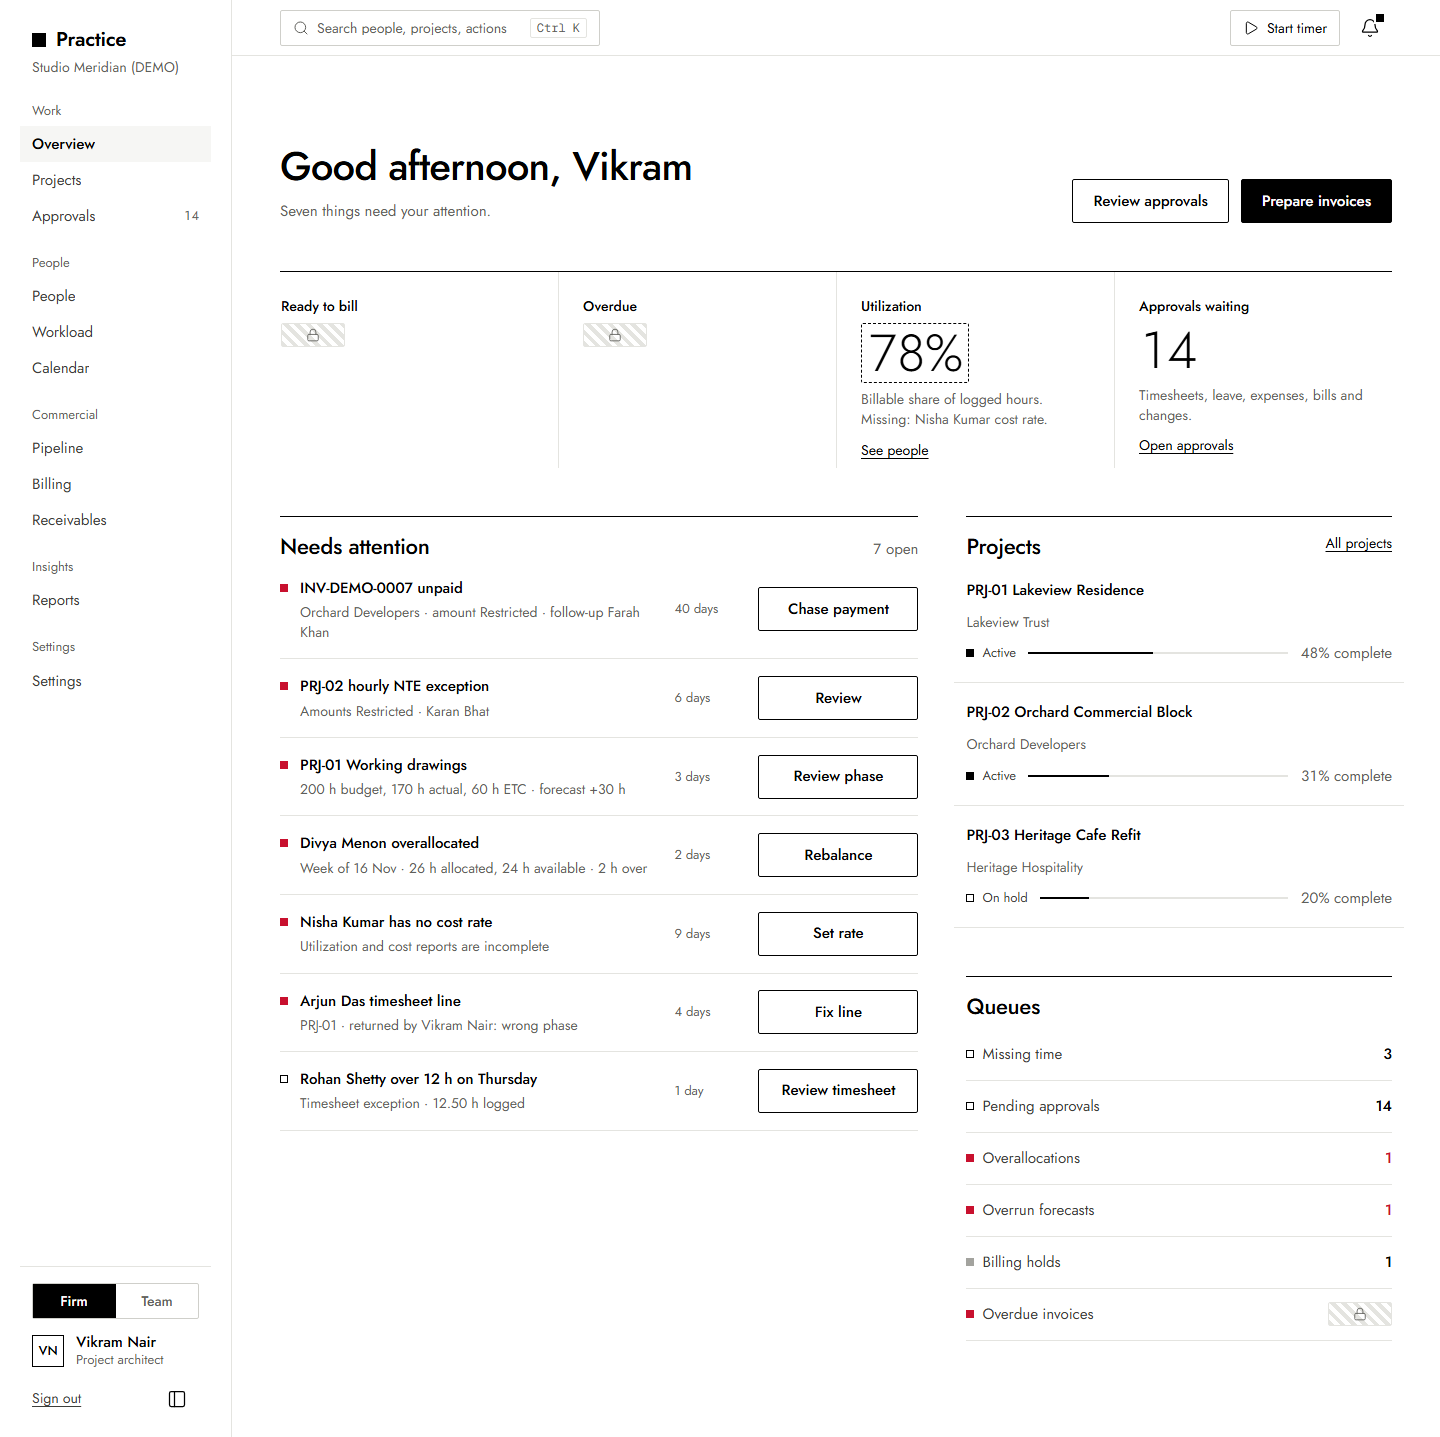 Practice
Studio Meridian (DEMO)
Work
Overview
Projects
Approvals 14
People
People
Workload
Calendar
Commercial
Pipeline
Billing
Receivables
Insights
Reports
Settings
Settings
Firm Team
VN
Vikram Nair
Project architect
Sign out
Search people, projects, actions Ctrl K
Start timer
Good afternoon, Vikram
Seven things need your attention.
Review approvals
Prepare invoices
Ready to bill
Overdue
Utilization
78%
Billable share of logged hours.
Missing: Nisha Kumar cost rate.
See people
Approvals waiting
14
Timesheets, leave, expenses, bills and
changes.
Open approvals
Needs attention 7 open
INV-DEMO-0007 unpaid
Orchard Developers · amount Restricted · follow-up Farah
Khan
40 days
Chase payment
PRJ-02 hourly NTE exception
Amounts Restricted · Karan Bhat
6 days
Review
PRJ-01 Working drawings
200 h budget, 170 h actual, 60 h ETC · forecast +30 h
3 days
Review phase
Divya Menon overallocated
Week of 16 Nov · 26 h allocated, 24 h available · 2 h over
2 days
Rebalance
Nisha Kumar has no cost rate
Utilization and cost reports are incomplete
9 days
Set rate
Arjun Das timesheet line
PRJ-01 · returned by Vikram Nair: wrong phase
4 days
Fix line
Rohan Shetty over 12 h on Thursday
Timesheet exception · 12.50 h logged
1 day
Review timesheet
Projects All projects
PRJ-01 Lakeview Residence
Lakeview Trust
Active 48% complete
PRJ-02 Orchard Commercial Block
Orchard Developers
Active 31% complete
PRJ-03 Heritage Cafe Refit
Heritage Hospitality
On hold 20% complete
Queues
Missing time 3
Pending approvals 14
Overallocations 1
Overrun forecasts 1
Billing holds 1
Overdue invoices